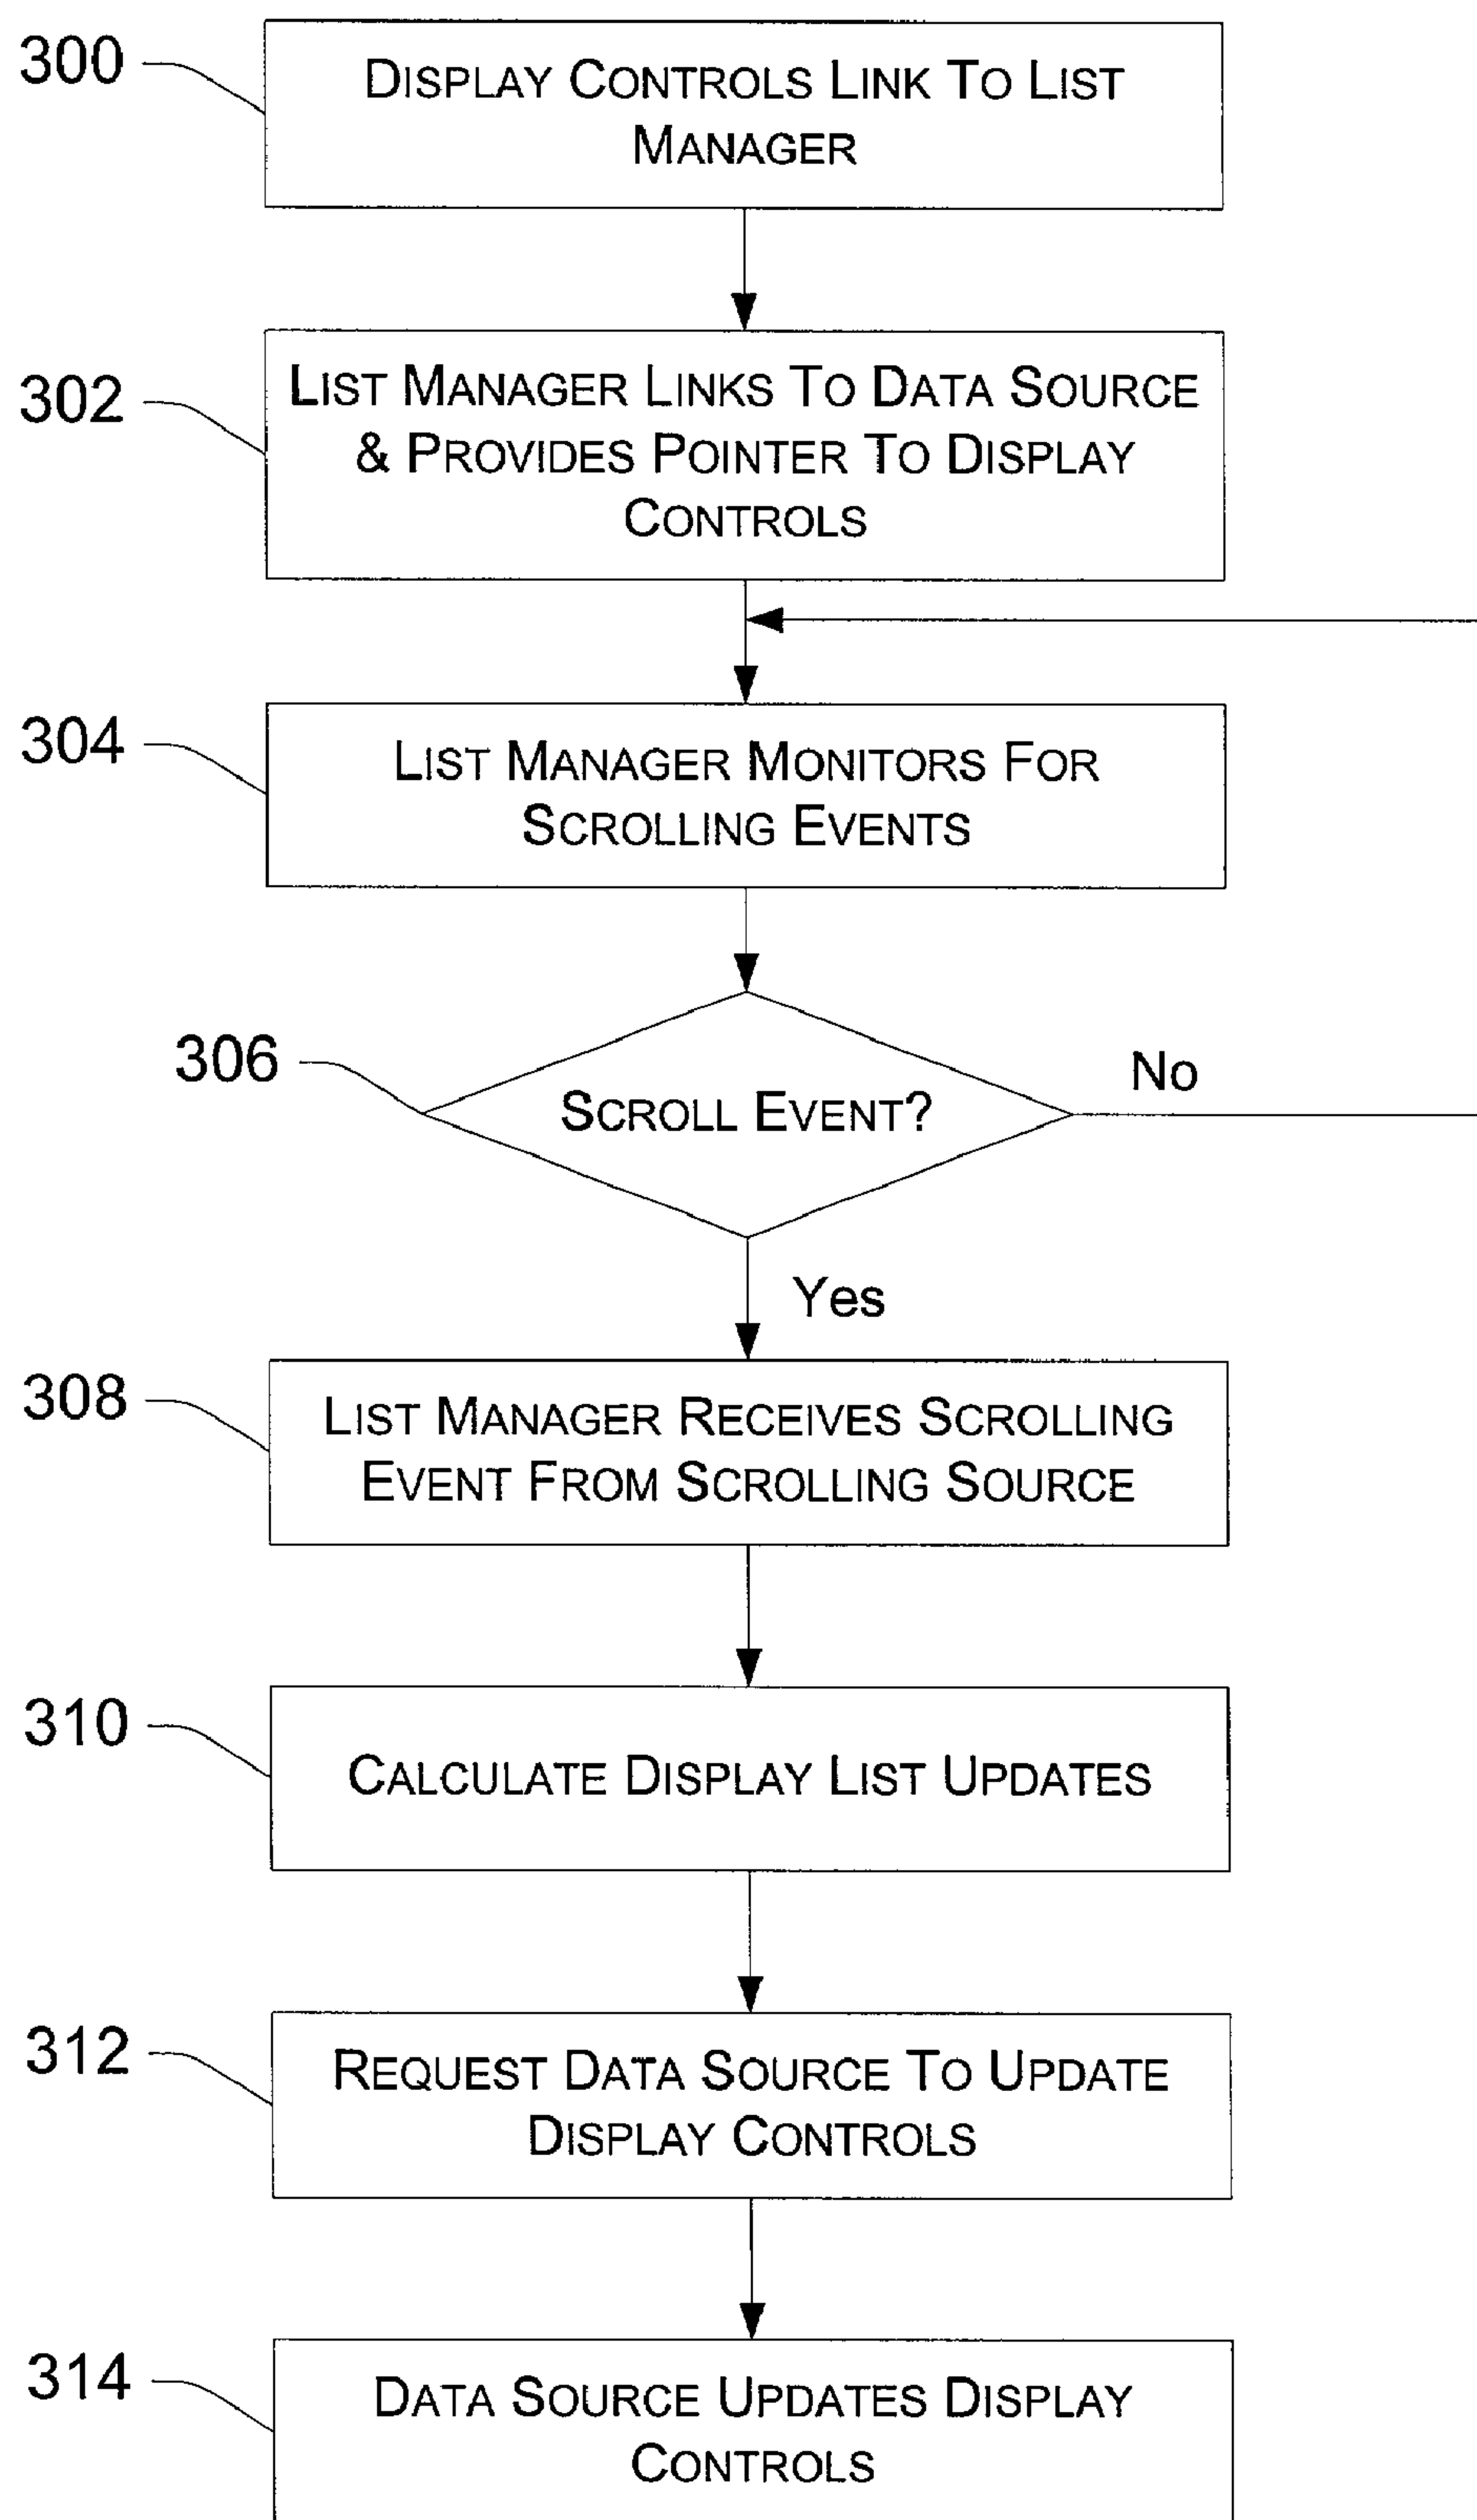 300
DISPLAY CONTROLS LINK TO LIST
MANAGER
302
LIST MANAGER LINKS TO DATA SOURCE
& PROVIDES POINTER TO DISPLAY
CONTROLS
304
LIST MANAGER MONITORS FOR
SCROLLING EVENTS
306
SCROLL EVENT?
No
Yes
308
LIST MANAGER RECEIVES SCROLLING
EVENT FROM SCROLLING SOURCE
310
CALCULATE DISPLAY LIST UPDATES
312
REQUEST DATA SOURCE TO UPDATE
DISPLAY CONTROLS
314
DATA SOURCE UPDATES DISPLAY
CONTROLS